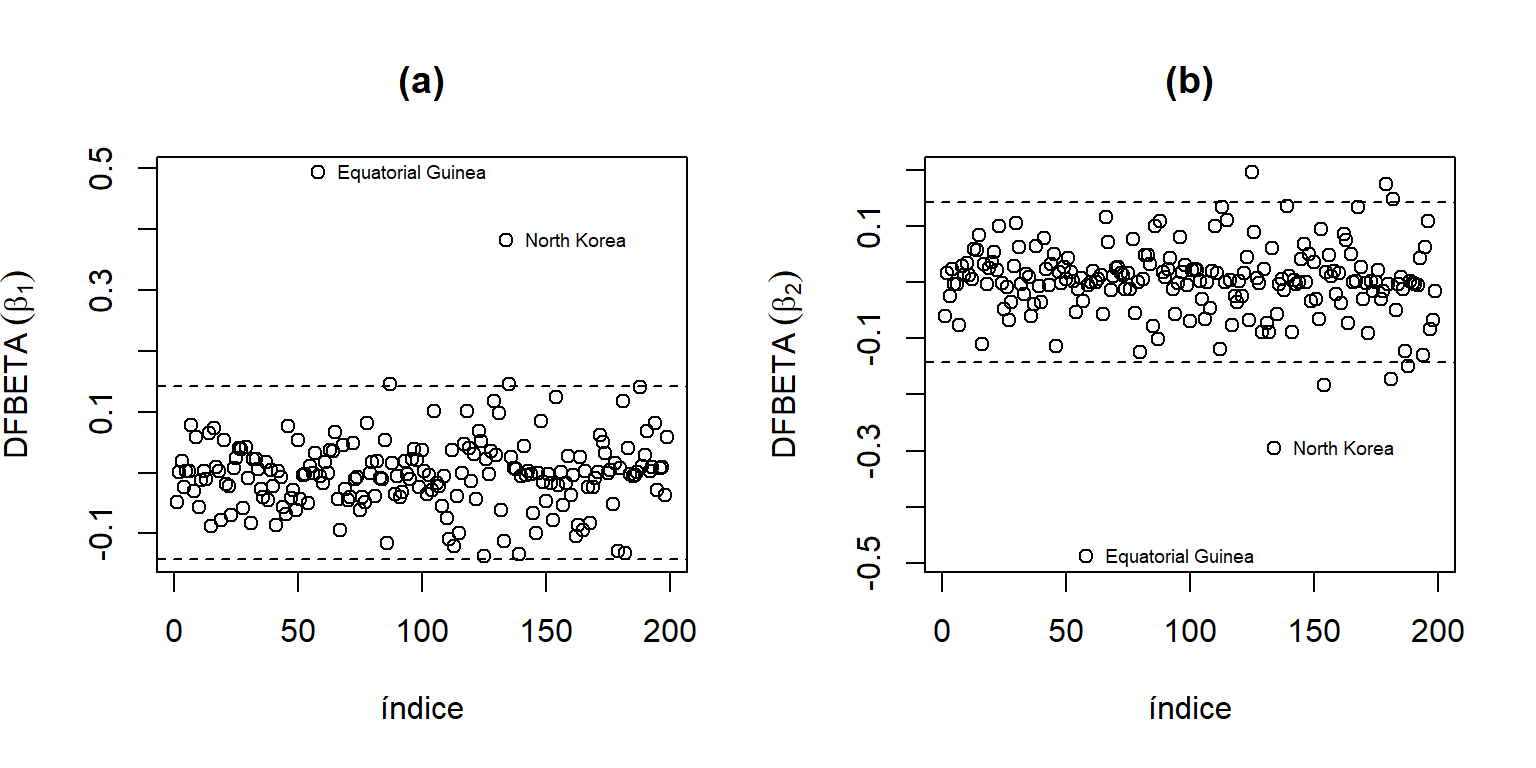 (a)
DFBETA (β1)
0.5
0.3
0.1
-0.1
Equatorial Guinea
North Korea
0 50 100 150 200
índice
(b)
DFBETA (β2)
0.1
-0.1
-0.3
-0.5
North Korea
Equatorial Guinea
0 50 100 150 200
índice